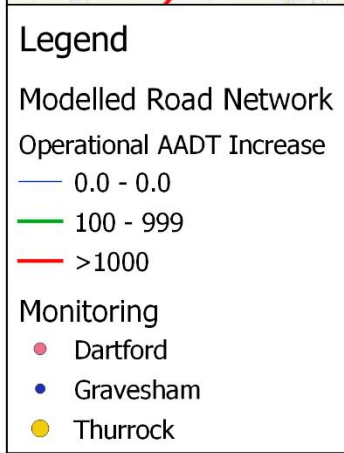 Legend
Modelled Road Network
Operational AADT Increase
0.0 - 0.0
100 - 999
>1000
Monitoring
Dartford
Gravesham
Thurrock